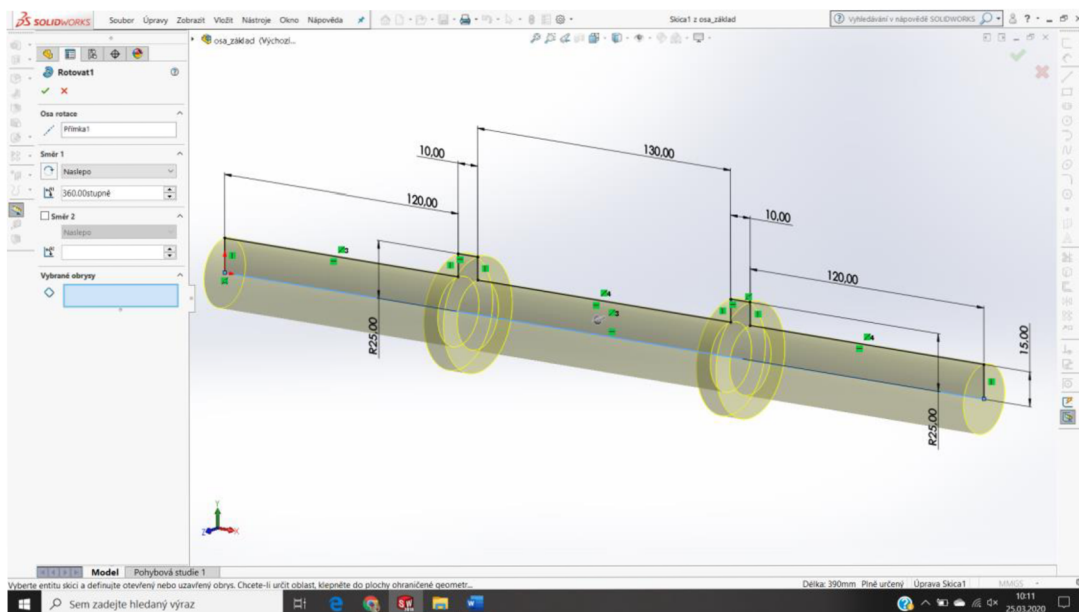 SOLIDWORKS Soubor Úpravy Zobrazit Vložit Nástroje Okno Nápověda Skica1 z osa_základ Vyhledávání v nápovědě SOLIDWORKS
osa_základ (Výchozí...
Rotovat1
Osa rotace
Přímka1
Směr 1
Naslepo
360.00stupně
Směr 2
Naslepo
Vybrané obrysy
10,00
130,00
120,00
R25,00
10,00
120,00
15,00
R25,00
Model Pohybová studie 1
Vyberte entitu skici a definujte otevřený nebo uzavřený obrys. Chcete-li určit oblast, klepněte do plochy ohraničené geometr...
Délka: 390mm Plně určený Úprava Skica1 MMGS
Sem zadejte hledaný výraz
10:11
25.03.2020